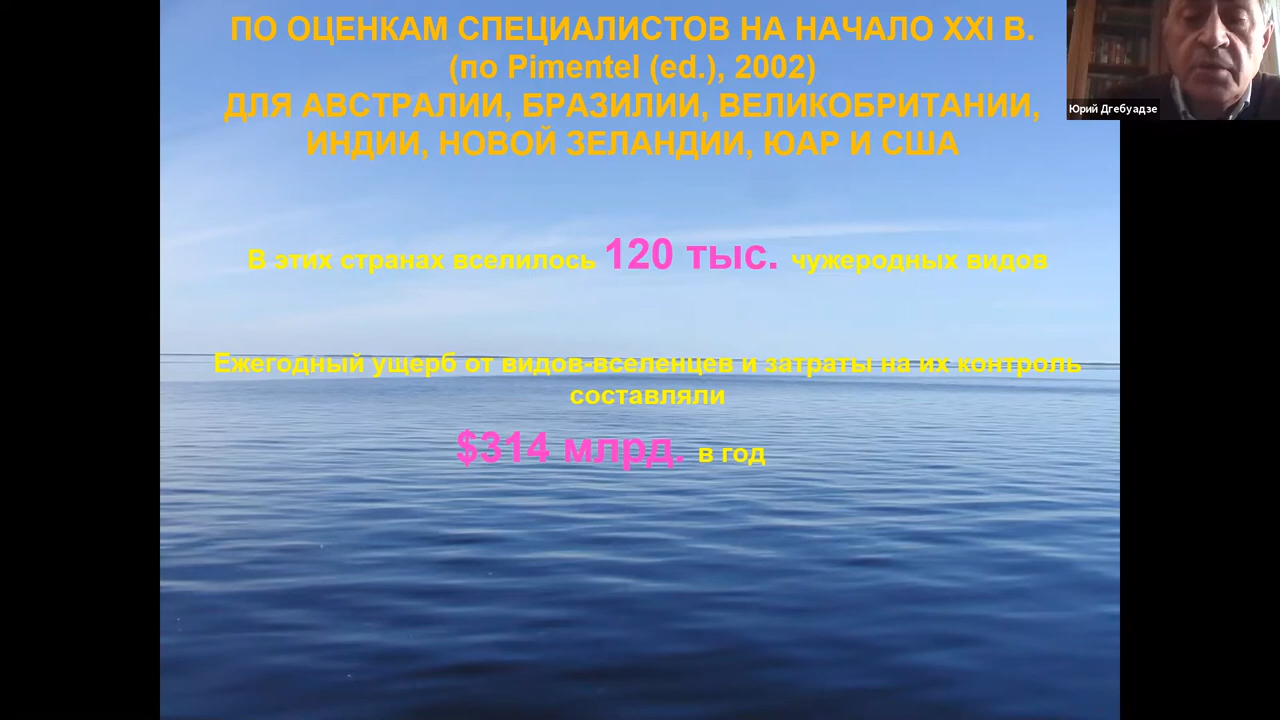 ПО ОЦЕНКАМ СПЕЦИАЛИСТОВ НА НАЧАЛО XXI В.
(по Pimentel (ed.), 2002)
ДЛЯ АВСТРАЛИИ, БРАЗИЛИИ, ВЕЛИКОБРИТАНИИ,
ИНДИИ, НОВОЙ ЗЕЛАНДИИ, ЮАР И США
Юрий Дгебуадзе
В этих странах вселилось 120 тыс. чужеродных видов
Ежегодный ущерб от видов-вселенцев и затраты на их контроль
составляли
$314 млрд. в год